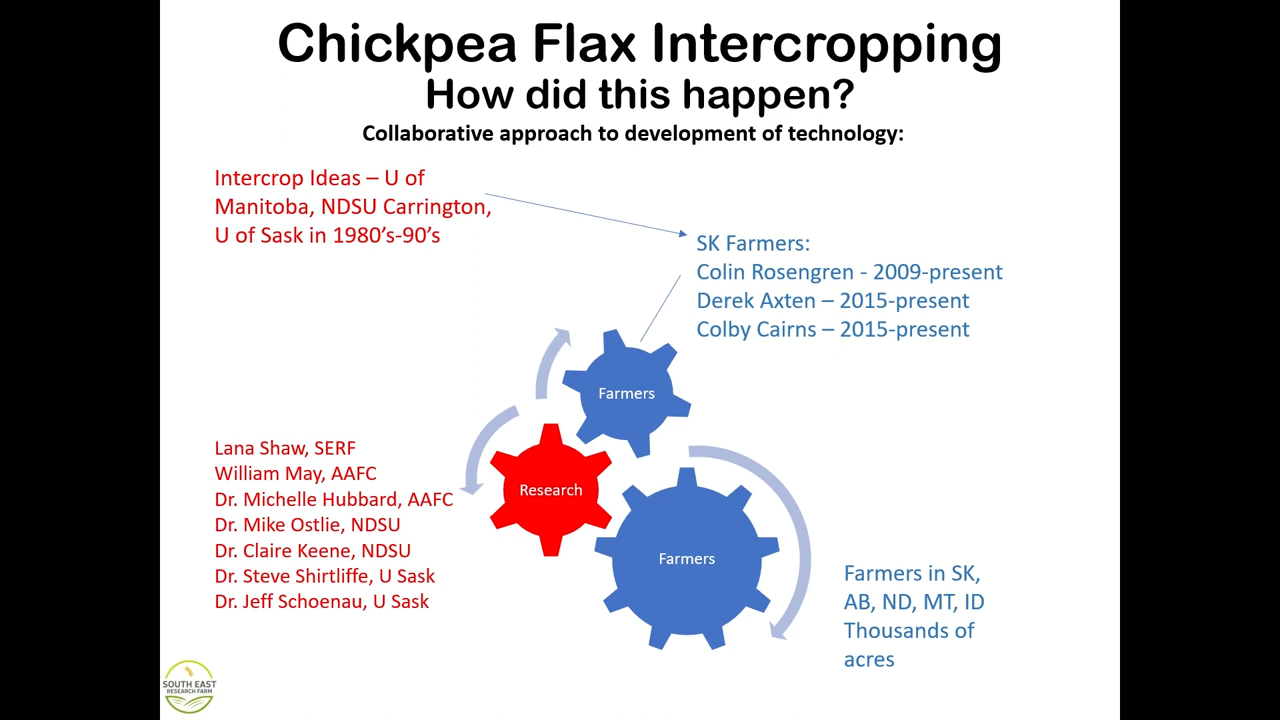 Chickpea Flax Intercropping
How did this happen?
Collaborative approach to development of technology:
Intercrop Ideas – U of
Manitoba, NDSU Carrington,
U of Sask in 1980’s-90’s
SK Farmers:
Colin Rosengren - 2009-present
Derek Axten – 2015-present
Colby Cairns – 2015-present
Farmers
Lana Shaw, SERF
William May, AAFC
Dr. Michelle Hubbard, AAFC
Dr. Mike Ostlie, NDSU
Dr. Claire Keene, NDSU
Dr. Steve Shirtliffe, U Sask
Dr. Jeff Schoenau, U Sask
Research
Farmers
Farmers in SK,
AB, ND, MT, ID
Thousands of
acres
SOUTH EAST
RESEARCH FARM